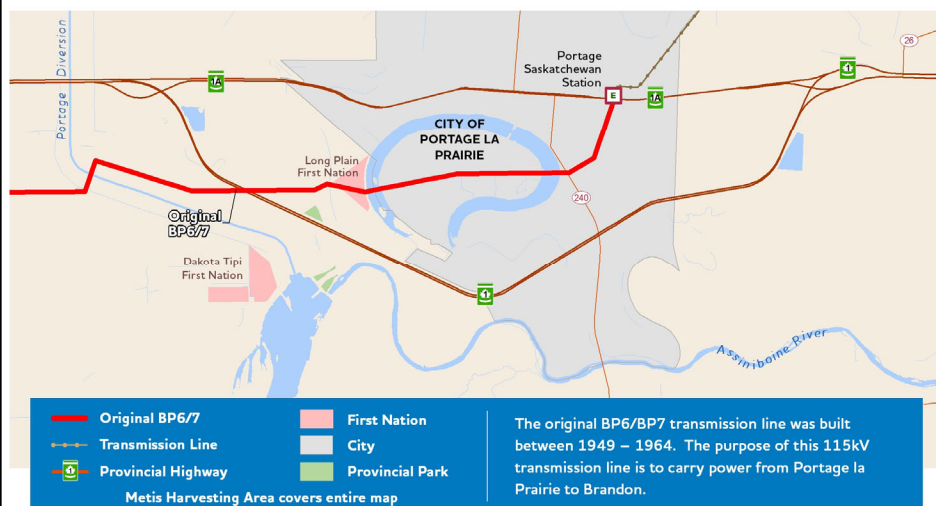 Portage Diversion
26
1
1A
Portage
Saskatchewan
Station
E
1A
CITY OF
PORTAGE LA
PRAIRIE
Long Plain
First Nation
240
Original
BP6/7
Dakota Tipi
First Nation
1
Assiniboine River
Original BP6/7
Transmission Line
1
Provincial Highway
First Nation
City
Provincial Park
Metis Harvesting Area covers entire map
The original BP6/BP7 transmission line was built
between 1949 – 1964. The purpose of this 115kV
transmission line is to carry power from Portage la
Prairie to Brandon.